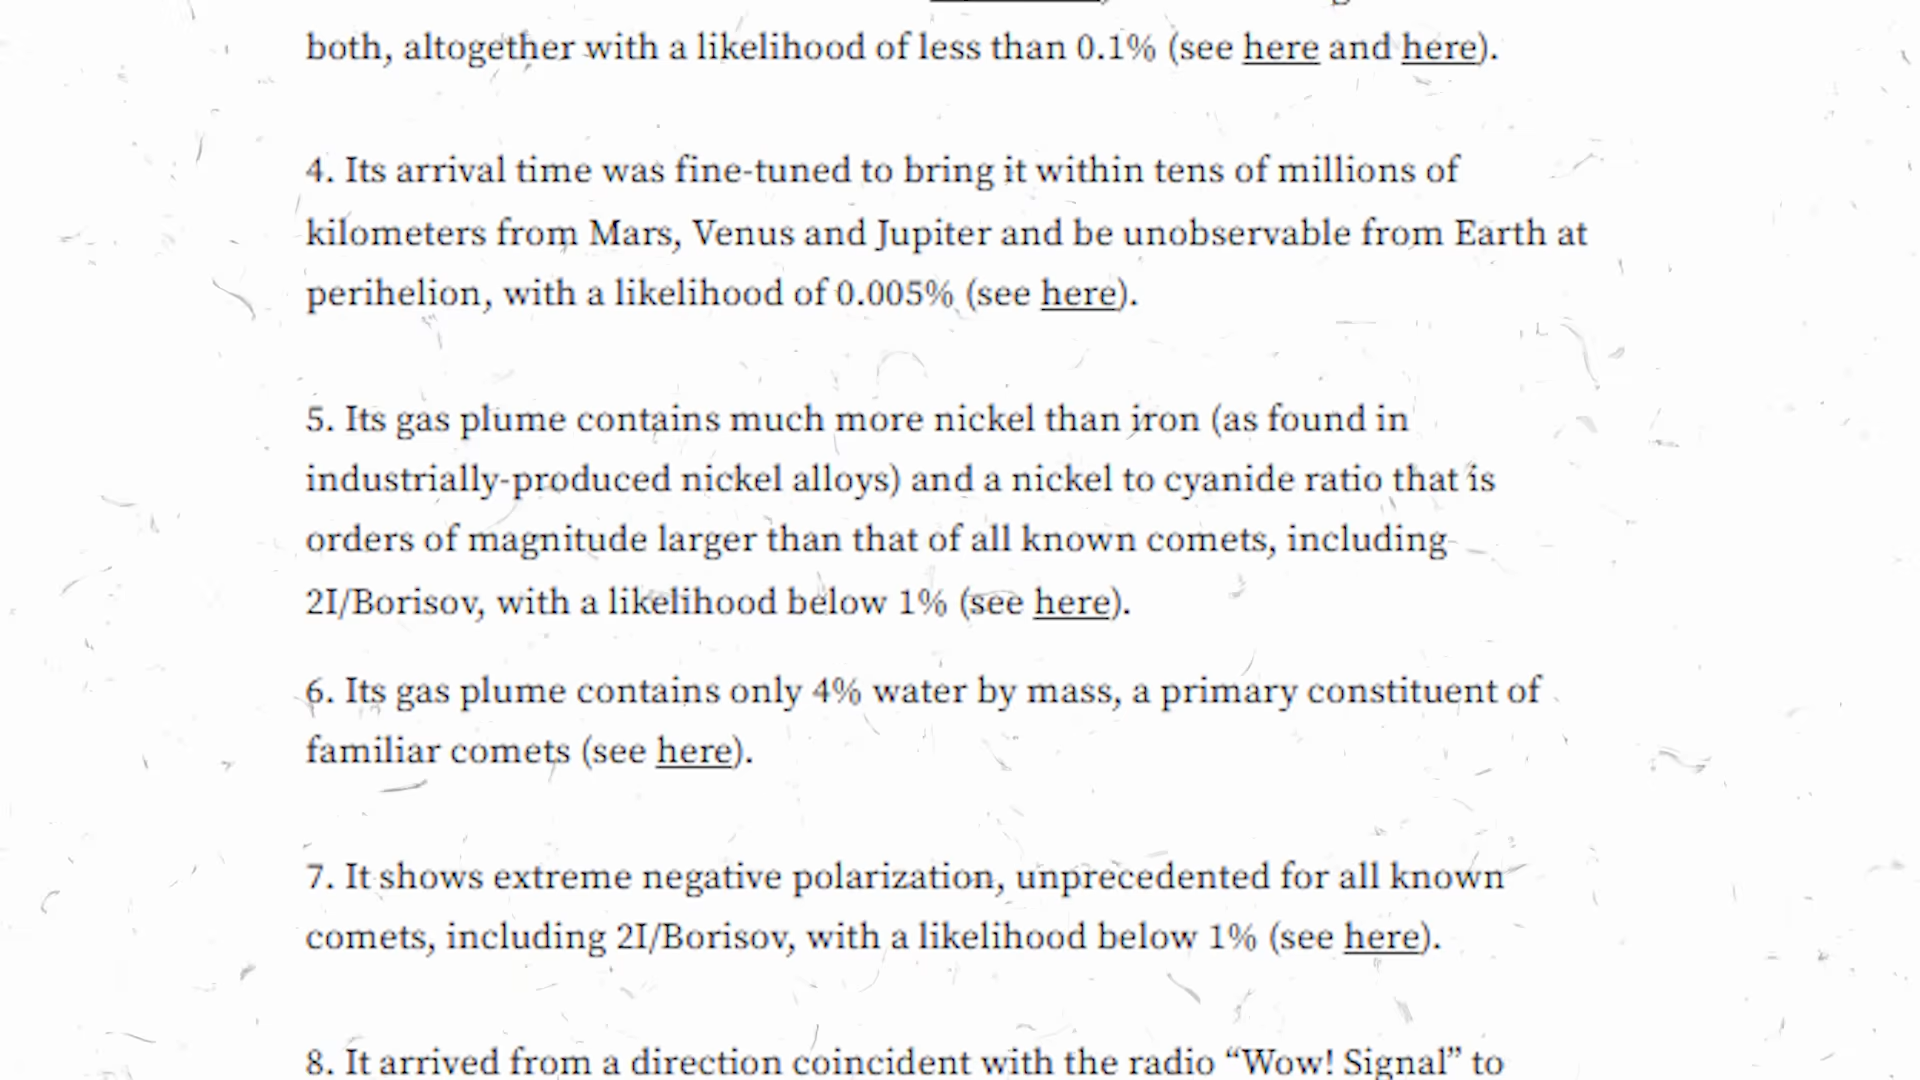 both, altogether with a likelihood of less than 0.1% (see here and here).
4. Its arrival time was fine-tuned to bring it within tens of millions of
kilometers from Mars, Venus and Jupiter and be unobservable from Earth at
perihelion, with a likelihood of 0.005% (see here).
5. Its gas plume contains much more nickel than iron (as found in
industrially-produced nickel alloys) and a nickel to cyanide ratio that is
orders of magnitude larger than that of all known comets, including
2I/Borisov, with a likelihood below 1% (see here).
6. Its gas plume contains only 4% water by mass, a primary constituent of
familiar comets (see here).
7. It shows extreme negative polarization, unprecedented for all known
comets, including 2I/Borisov, with a likelihood below 1% (see here).
8. It arrived from a direction coincident with the radio “Wow! Signal” to